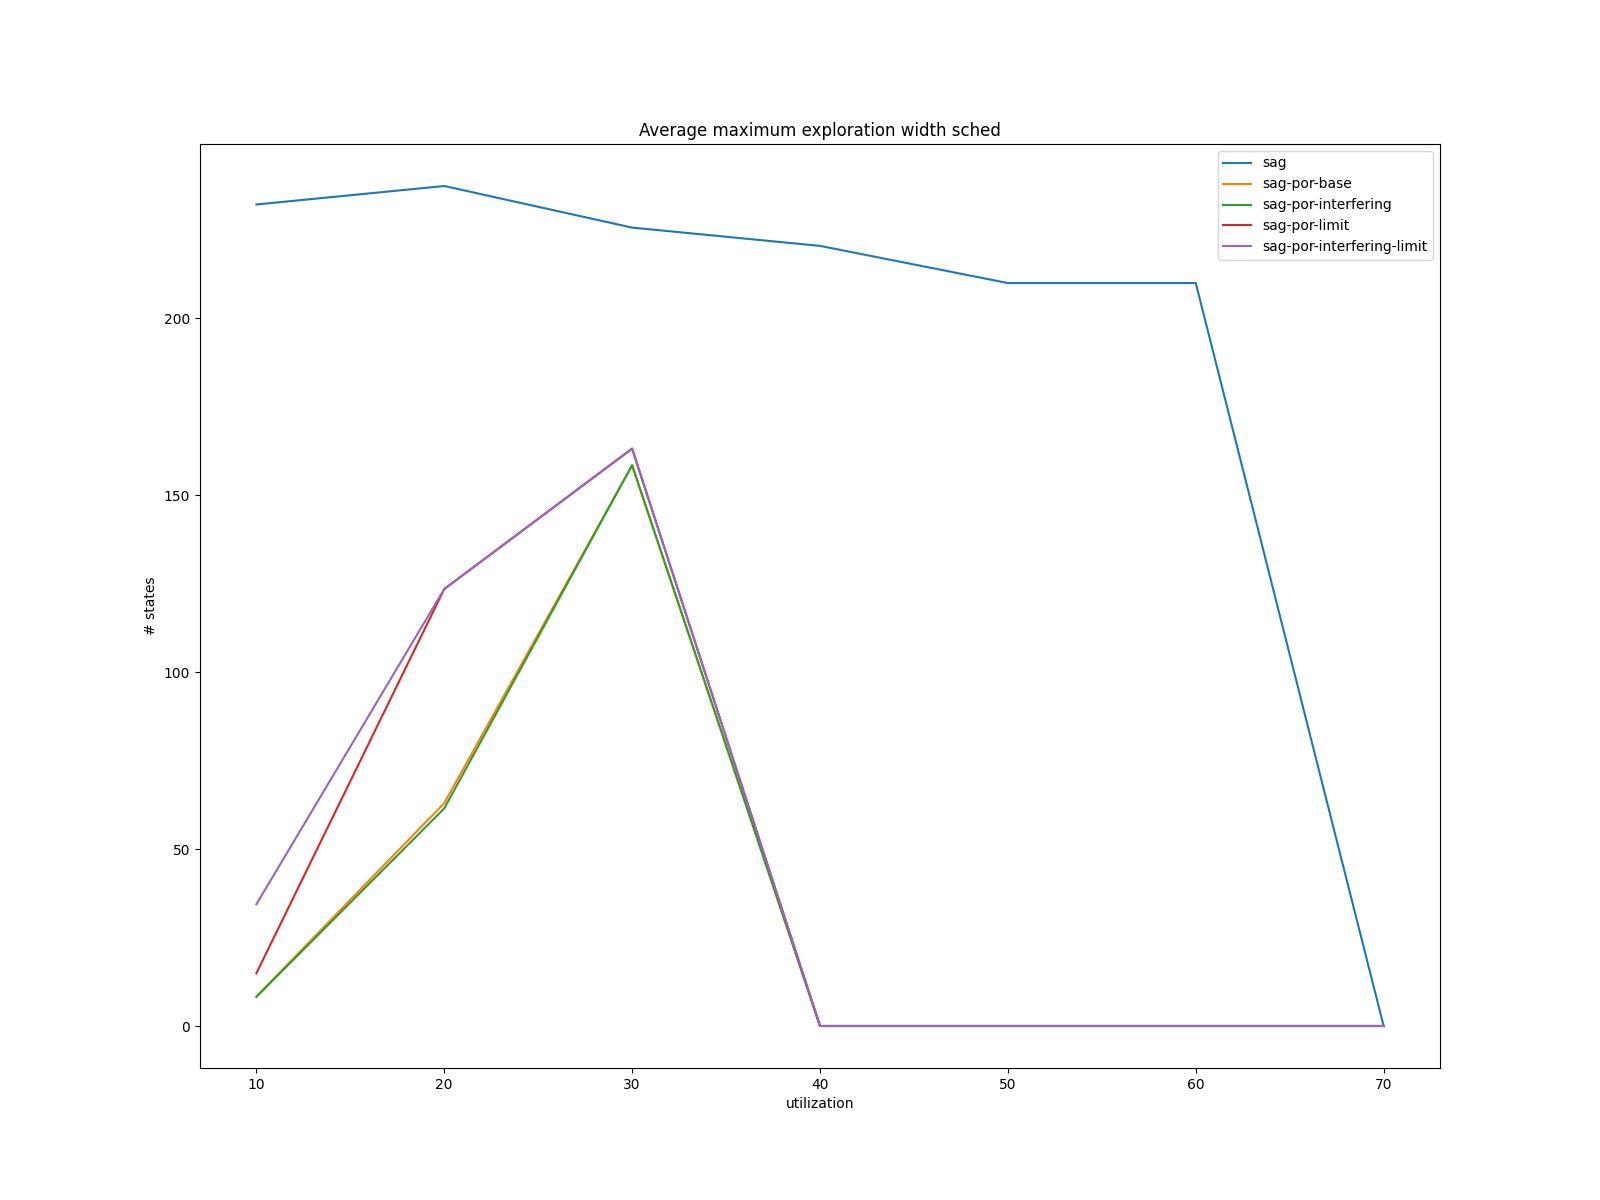 Average maximum exploration width sched
sag
sag-por-base
sag-por-interfering
sag-por-limit
sag-por-interfering-limit
200
150
100
50
0
# states
10 20 30 40 50 60 70
utilization